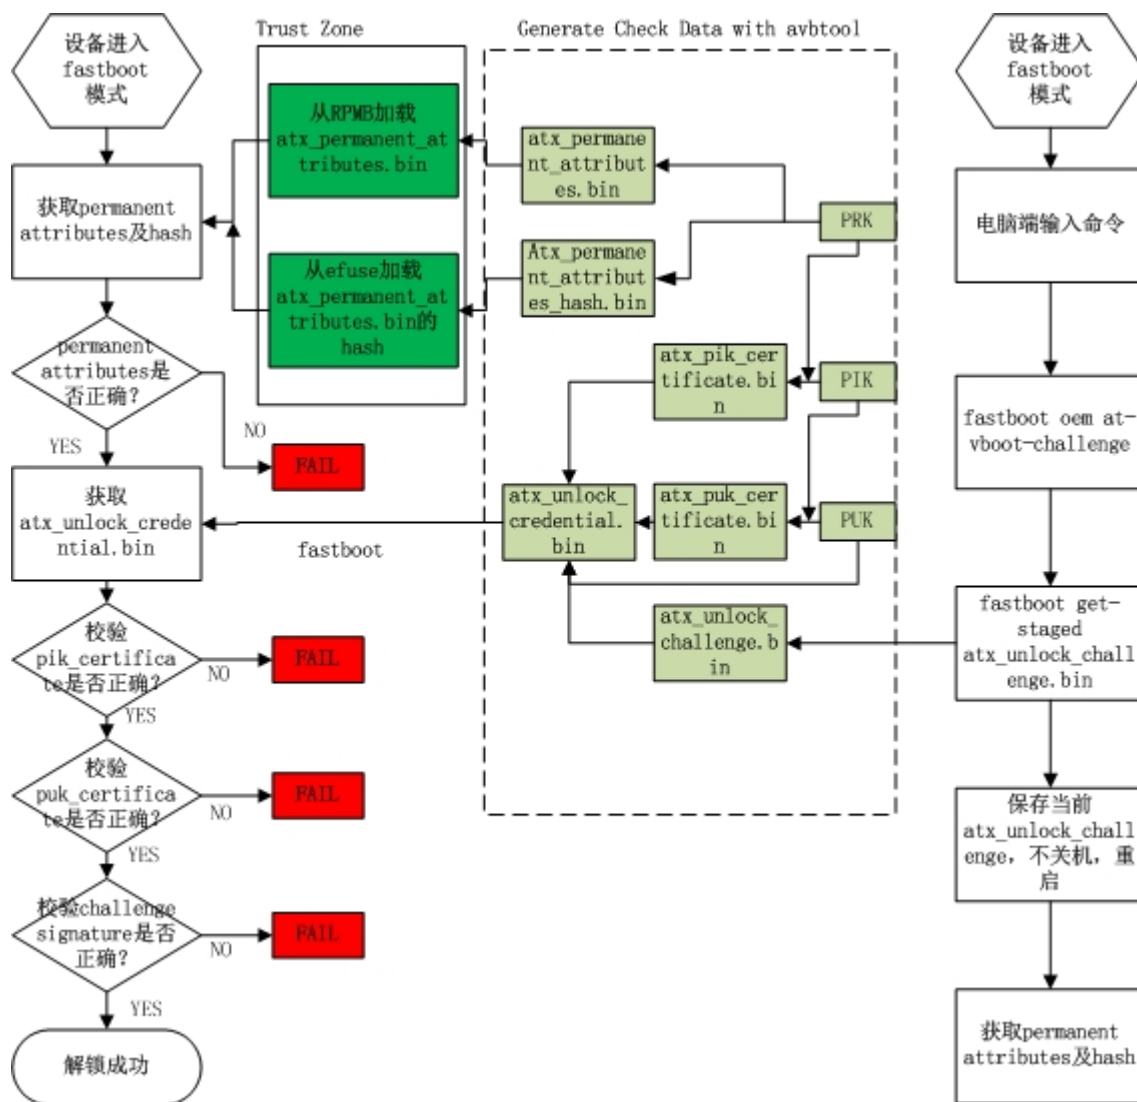 设备进入
fastboot
模式
Trust Zone
Generate Check Data with avbtool
设备进入
fastboot
模式
从RPMB加载
atx_permanent_at
tributes.bin
atx_permane
nt_attribut
es.bin
获取permanent
attributes及hash
PRK
电脑端输入命令
从efuse加载
atx_permanent_at
tributes.bin的
hash
Atx_permane
nt_attribut
es_hash.bin
permanent
attributes是
否正确?
atx_pik_cer
tificate.bi
n
PIK
fastboot oem at-
vboot-challenge
YES
NO
FAIL
获取
atx_unlock_crede
ntial.bin
atx_unlock_
credential.
bin
atx_puk_cer
tificate.bi
n
PUK
fastboot
fastboot get-
staged
atx_unlock_chall
enge.bin
atx_unlock_
challenge.b
in
校验
pik_certifica
te是否正确?
NO
FAIL
YES
校验
puk_certifica
te是否正确?
NO
FAIL
保存当前
atx_unlock_chall
enge，不关机，重
启
YES
校验challenge
signature是否
正确?
NO
FAIL
YES
解锁成功
获取permanent
attributes及hash